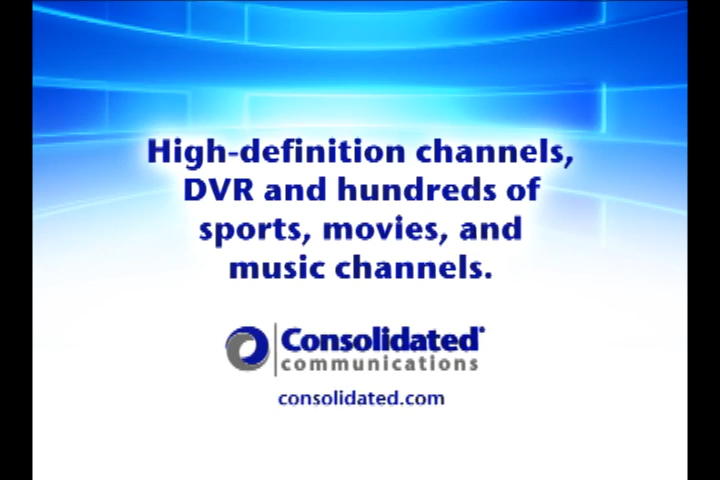 High-definition channels,
DVR and hundreds of
sports, movies, and
music channels.
Consolidated®
communications
consolidated.com